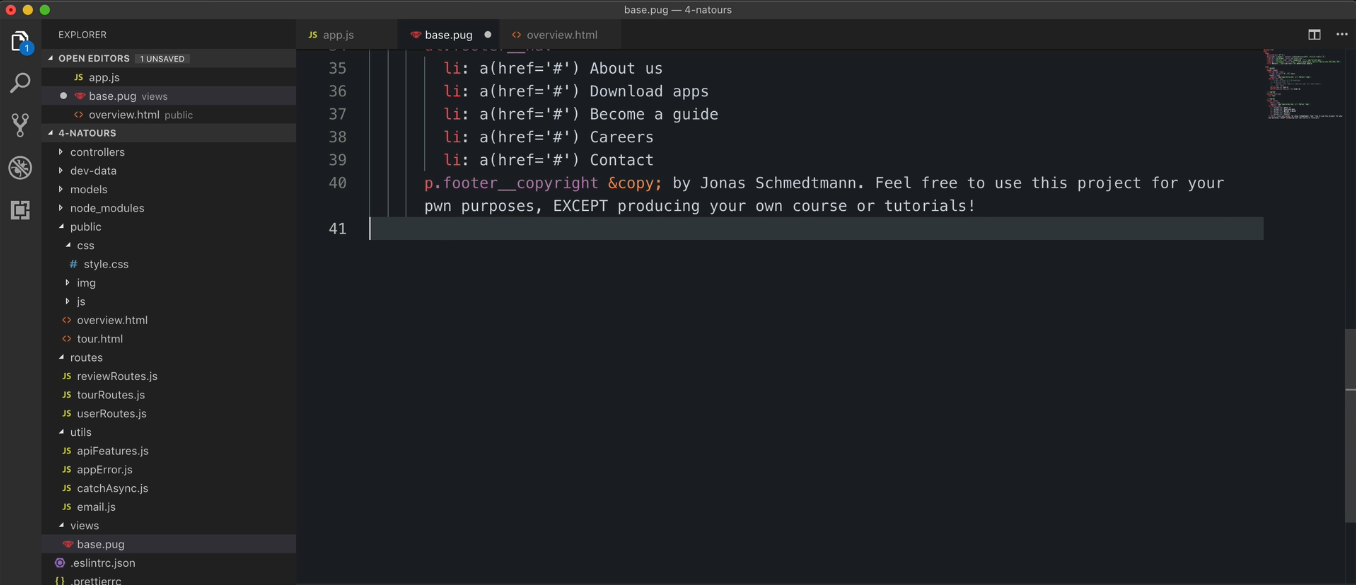 base.pug — 4-natours
EXPLORER
JS app.js
base.pug
<> overview.html
1
OPEN EDITORS 1 UNSAVED
JS app.js
base.pug views
<> overview.html public
4-NATOURS
controllers
dev-data
models
node_modules
public
css
# style.css
img
js
<> overview.html
<> tour.html
routes
JS reviewRoutes.js
JS tourRoutes.js
JS userRoutes.js
utils
JS apiFeatures.js
JS appError.js
JS catchAsync.js
JS email.js
views
base.pug
.eslintrc.json
{} .prettierrc
35 li: a(href='#') About us
36 li: a(href='#') Download apps
37 li: a(href='#') Become a guide
38 li: a(href='#') Careers
39 li: a(href='#') Contact
40 p.footer__copyright &copy; by Jonas Schmedtmann. Feel free to use this project for your
pwn purposes, EXCEPT producing your own course or tutorials!
41